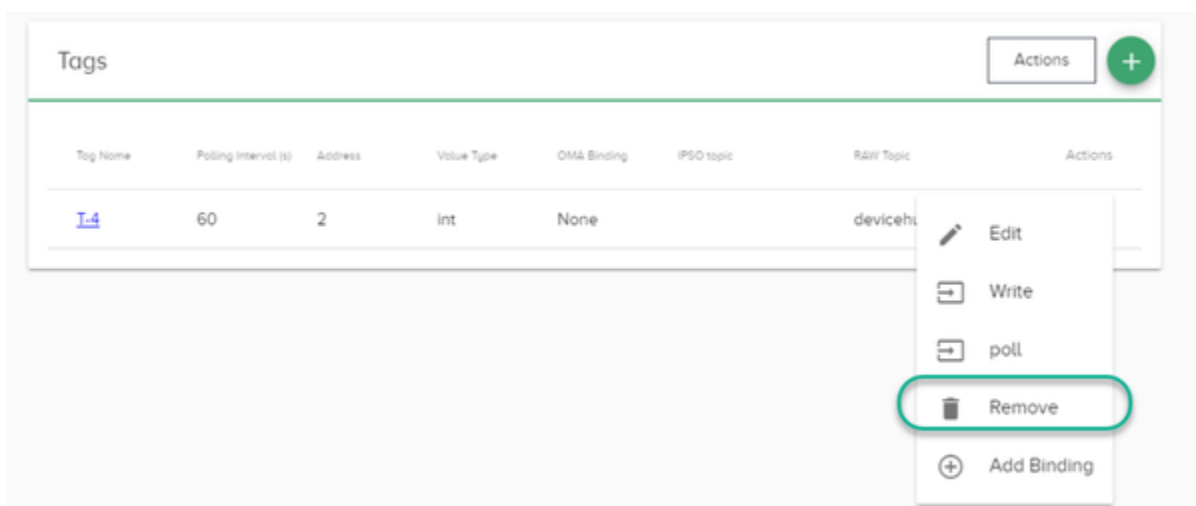 Tags
Actions
Tag Name Polling Interval (s) Address Value Type OMA Binding IPSO topic RAW Topic Actions
T-4 60 2 int None devicehu
Edit
Write
poll
Remove
Add Binding